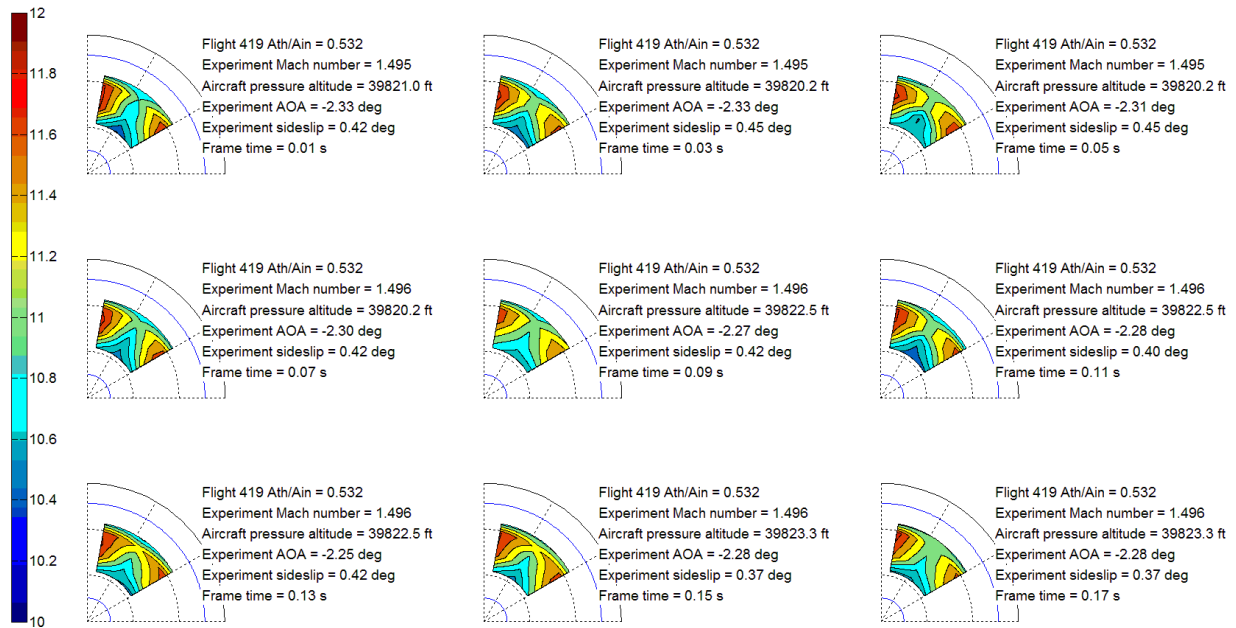 12
11.8
11.6
11.4
11.2
11
10.8
10.6
10.4
10.2
10
Flight 419 Ath/Ain = 0.532
Experiment Mach number = 1.495
Aircraft pressure altitude = 39821.0 ft
Experiment AOA = -2.33 deg
Experiment sideslip = 0.42 deg
Frame time = 0.01 s
Flight 419 Ath/Ain = 0.532
Experiment Mach number = 1.495
Aircraft pressure altitude = 39820.2 ft
Experiment AOA = -2.33 deg
Experiment sideslip = 0.45 deg
Frame time = 0.03 s
Flight 419 Ath/Ain = 0.532
Experiment Mach number = 1.495
Aircraft pressure altitude = 39820.2 ft
Experiment AOA = -2.31 deg
Experiment sideslip = 0.45 deg
Frame time = 0.05 s
Flight 419 Ath/Ain = 0.532
Experiment Mach number = 1.496
Aircraft pressure altitude = 39820.2 ft
Experiment AOA = -2.30 deg
Experiment sideslip = 0.42 deg
Frame time = 0.07 s
Flight 419 Ath/Ain = 0.532
Experiment Mach number = 1.496
Aircraft pressure altitude = 39822.5 ft
Experiment AOA = -2.27 deg
Experiment sideslip = 0.42 deg
Frame time = 0.09 s
Flight 419 Ath/Ain = 0.532
Experiment Mach number = 1.496
Aircraft pressure altitude = 39822.5 ft
Experiment AOA = -2.28 deg
Experiment sideslip = 0.40 deg
Frame time = 0.11 s
Flight 419 Ath/Ain = 0.532
Experiment Mach number = 1.496
Aircraft pressure altitude = 39822.5 ft
Experiment AOA = -2.25 deg
Experiment sideslip = 0.42 deg
Frame time = 0.13 s
Flight 419 Ath/Ain = 0.532
Experiment Mach number = 1.496
Aircraft pressure altitude = 39823.3 ft
Experiment AOA = -2.28 deg
Experiment sideslip = 0.37 deg
Frame time = 0.15 s
Flight 419 Ath/Ain = 0.532
Experiment Mach number = 1.496
Aircraft pressure altitude = 39823.3 ft
Experiment AOA = -2.28 deg
Experiment sideslip = 0.37 deg
Frame time = 0.17 s